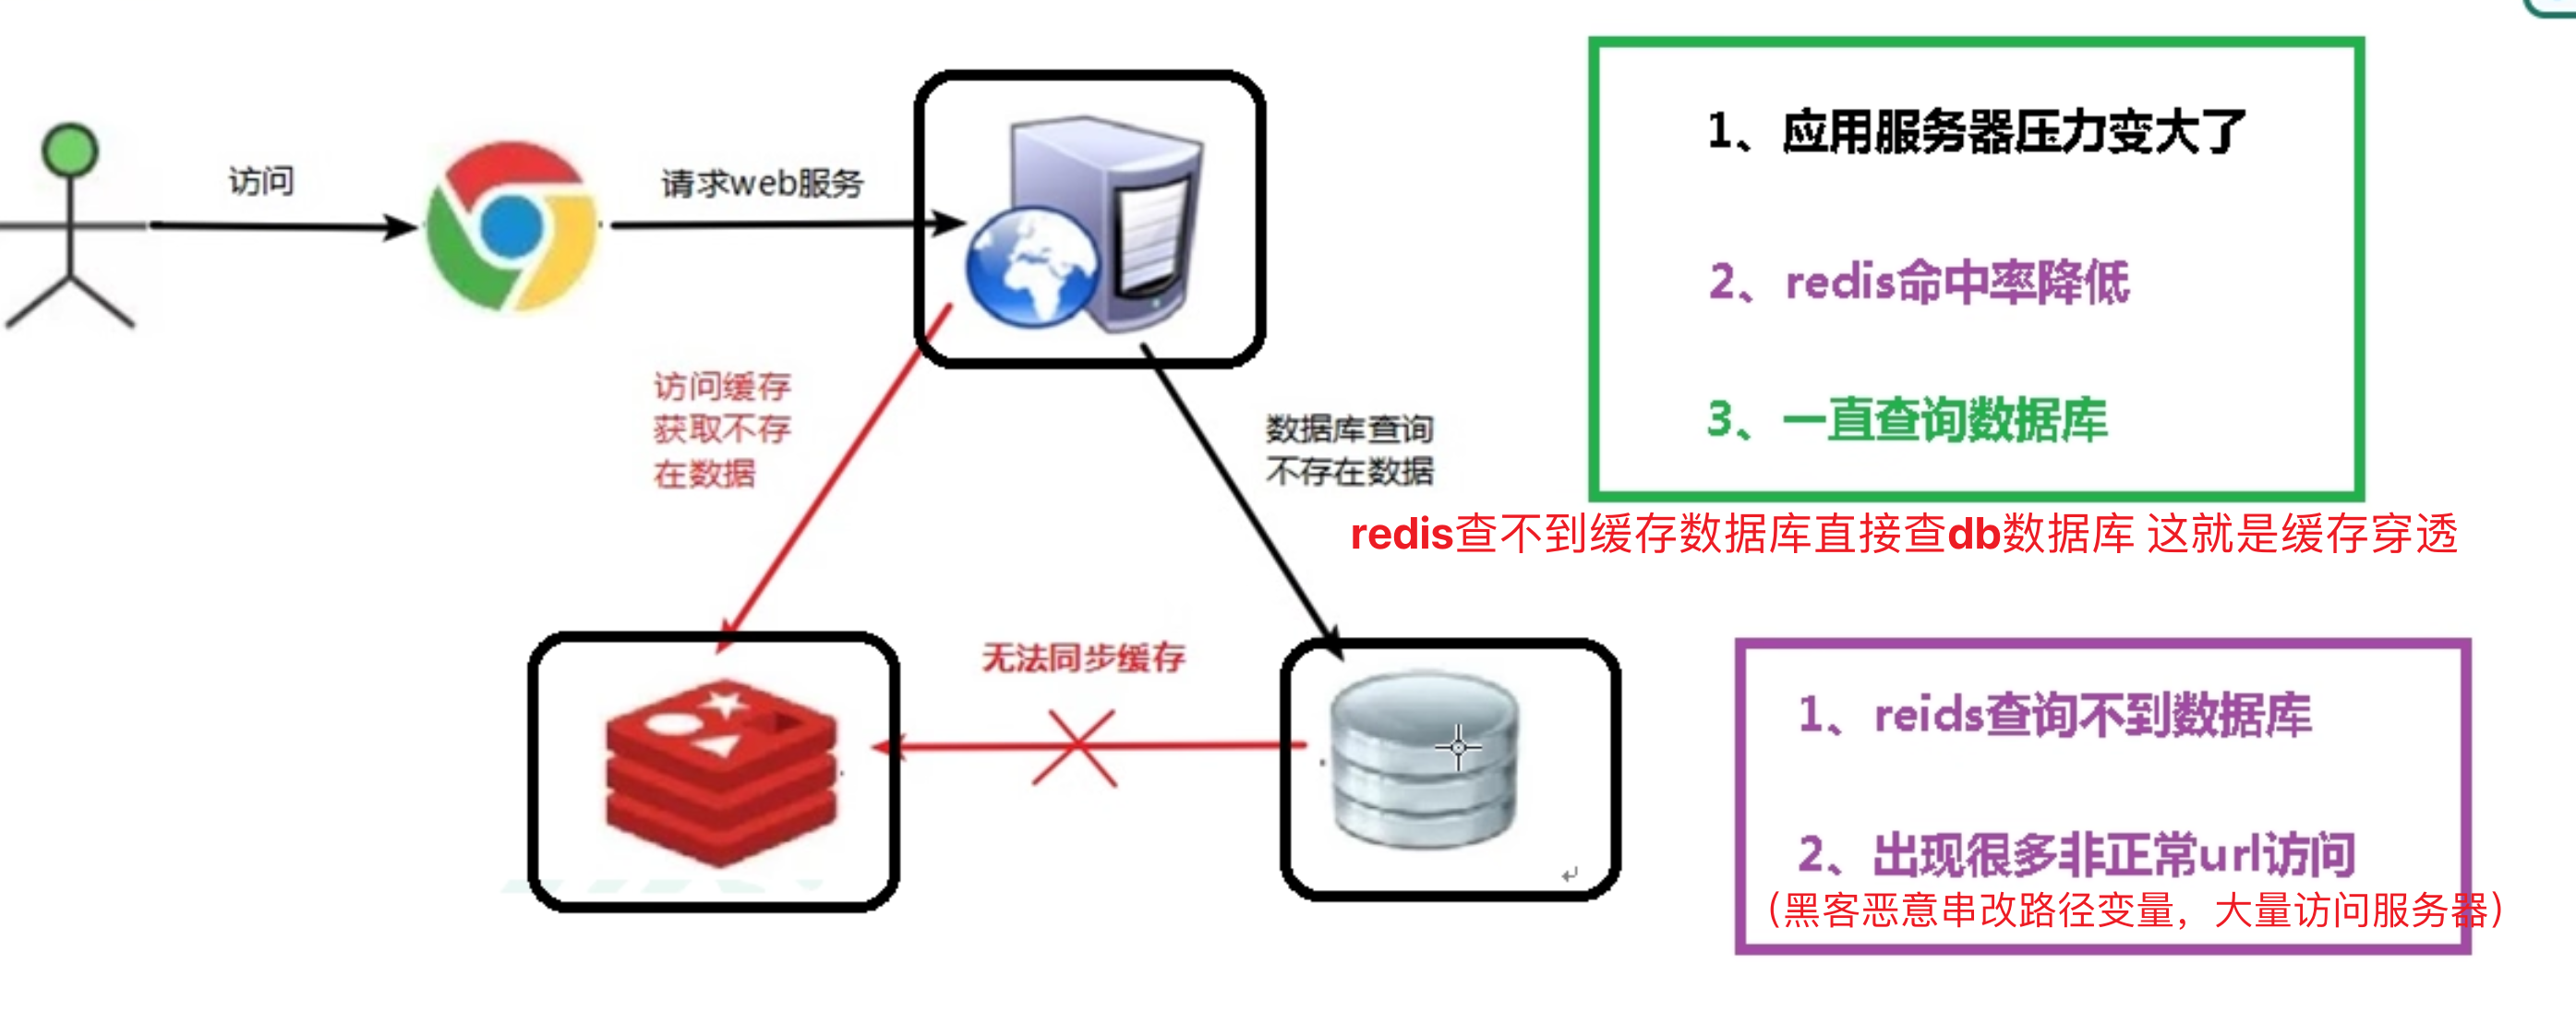 访问
请求web服务
访问缓存
获取不存
在数据
数据库查询
不存在数据
无法同步缓存
1、应用服务器压力变大了
2、redis命中率降低
3、一直查询数据库
redis查不到缓存数据库直接查db数据库 这就是缓存穿透
1、reids查询不到数据库
2、出现很多非正常url访问
（黑客恶意串改路径变量，大量访问服务器）